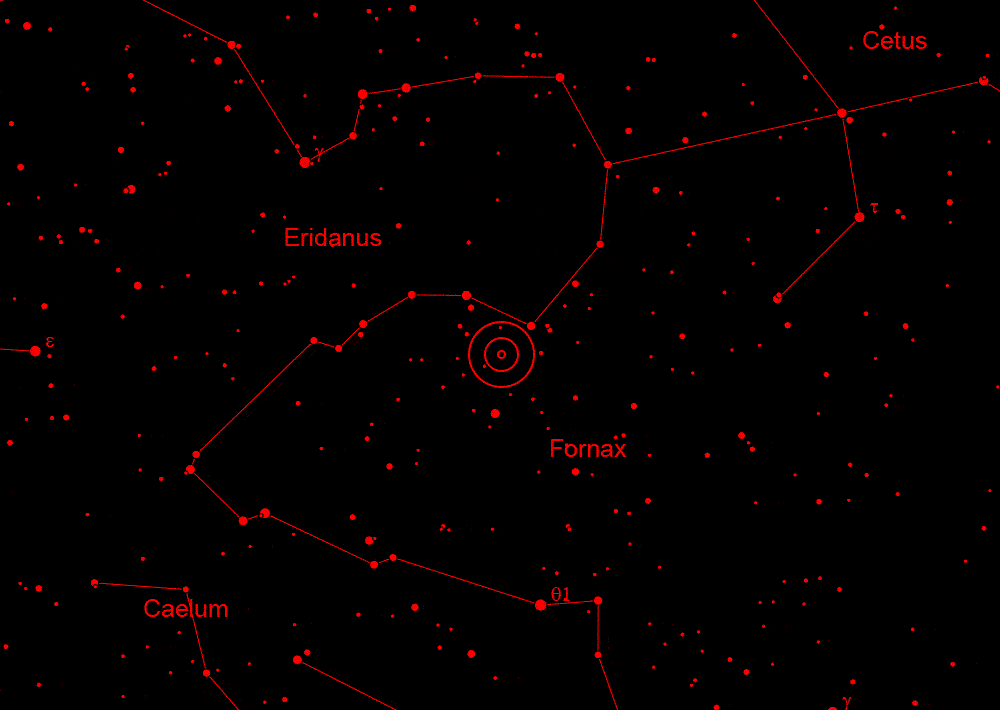 Cetus
γ
τ
Eridanus
ε
Fornax
θ1
Caelum
γ